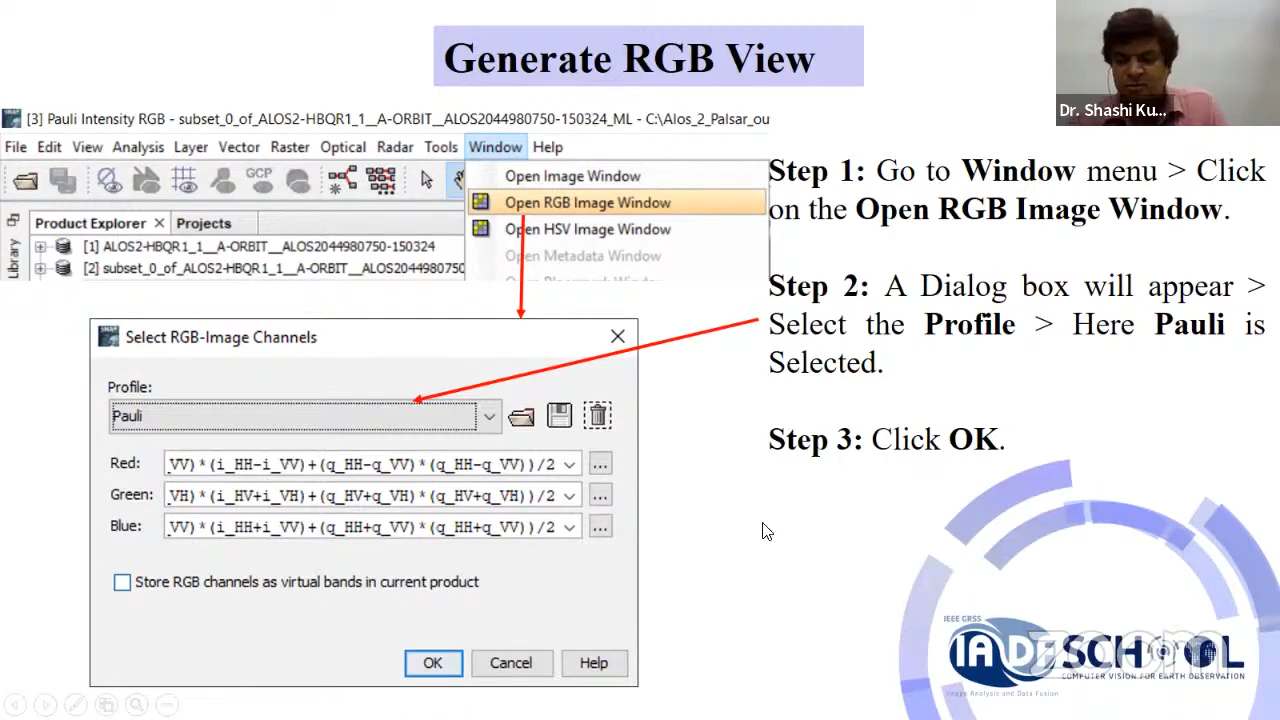 Generate RGB View
Dr. Shashi Ku...
[3] Pauli Intensity RGB - subset_0_of_ALOS2-HBQR1_1__A-ORBIT__ALOS2044980750-150324_ML - C:\Alos_2_Palsar_ou
File Edit View Analysis Layer Vector Raster Optical Radar Tools Window Help
GCP
Open Image Window
Open RGB Image Window
Open HSV Image Window
Open Metadata Window
Product Explorer Projects
Library
[1] ALOS2-HBQR1_1__A-ORBIT__ALOS2044980750-150324
[2] subset_0_of_ALOS2-HBQR1_1__A-ORBIT__ALOS2044980750
Select RGB-Image Channels
Profile:
Pauli
Red: _VV)*(i_HH-i_VV)+(q_HH-q_VV)*(q_HH-q_VV))/2 ...
Green: VH)*(i_HV+i_VH)+(q_HV+q_VH)*(q_HV+q_VH))/2 ...
Blue: _VV)*(i_HH+i_VV)+(q_HH+q_VV)*(q_HH+q_VV))/2 ...
Store RGB channels as virtual bands in current product
OK Cancel Help
Step 1: Go to Window menu > Click
on the Open RGB Image Window.
Step 2: A Dialog box will appear >
Select the Profile > Here Pauli is
Selected.
Step 3: Click OK.
IEEE GRSS
IADF SCHOOL
zoom
COMPUTER VISION FOR EARTH OBSERVATION
Image Analysis and Data Fusion